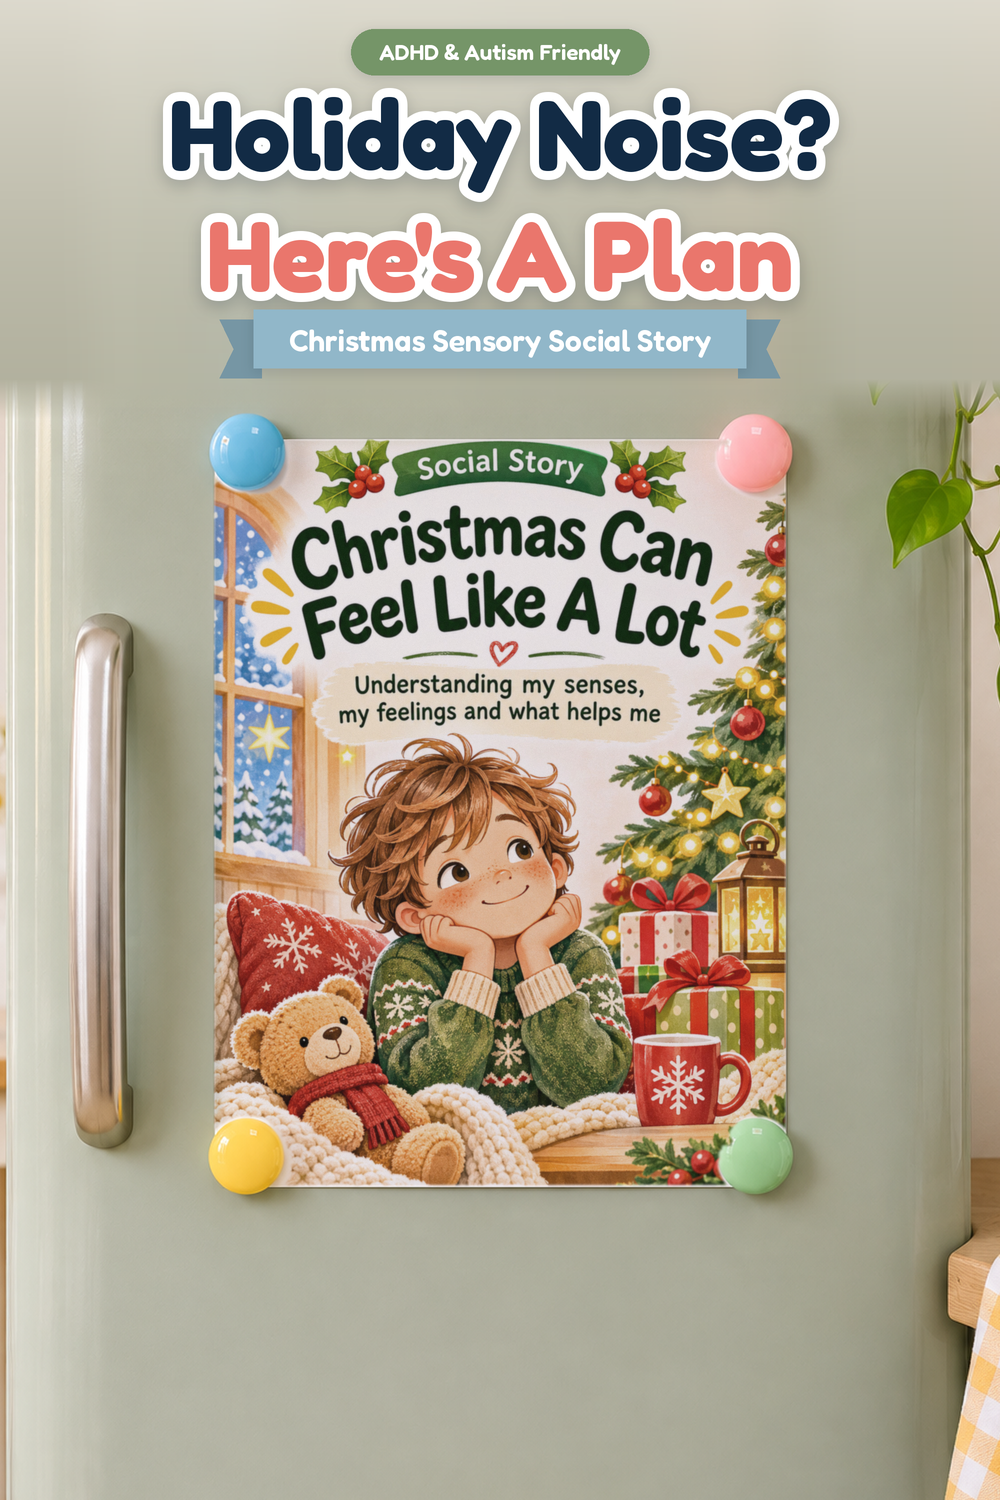 ADHD & Autism Friendly
Holiday Noise?
Here's A Plan
Christmas Sensory Social Story
Social Story
Christmas Can
Feel Like A Lot
Understanding my senses,
my feelings and what helps me